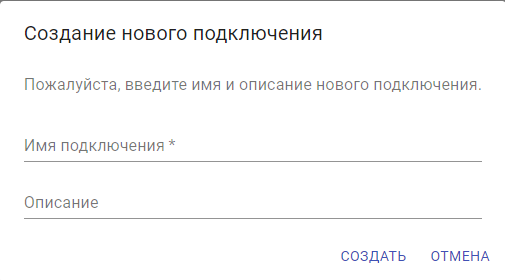 Создание нового подключения
Пожалуйста, введите имя и описание нового подключения.
Имя подключения *
Описание
СОЗДАТЬ ОТМЕНА